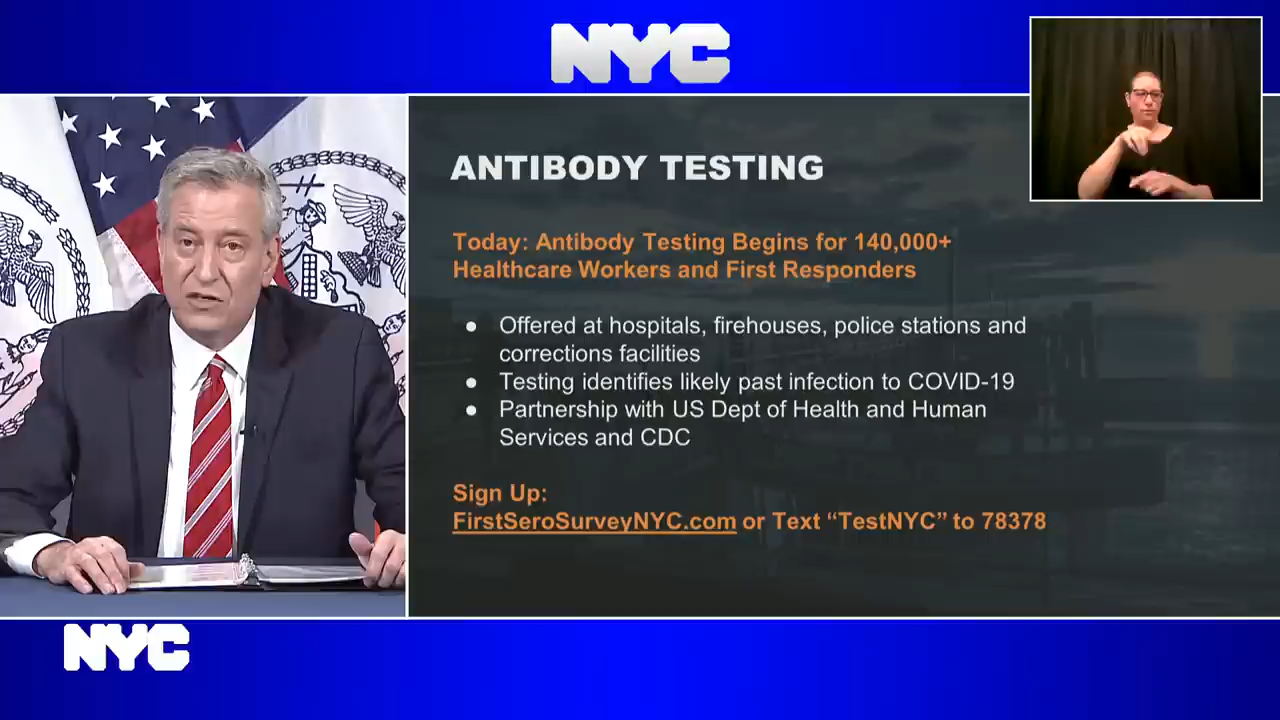 NYC
ANTIBODY TESTING
Today: Antibody Testing Begins for 140,000+
Healthcare Workers and First Responders
● Offered at hospitals, firehouses, police stations and
corrections facilities
● Testing identifies likely past infection to COVID-19
● Partnership with US Dept of Health and Human
Services and CDC
Sign Up:
FirstSeroSurveyNYC.com or Text “TestNYC” to 78378
NYC